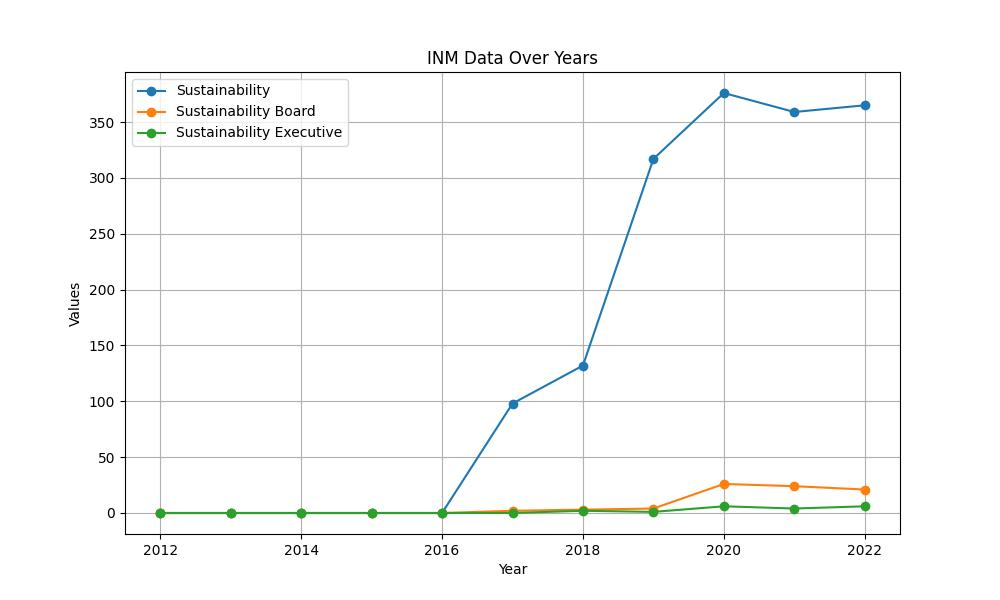 INM Data Over Years
Sustainability
Sustainability Board
Sustainability Executive
350
300
250
200
150
100
50
0
Values
2012 2014 2016 2018 2020 2022
Year